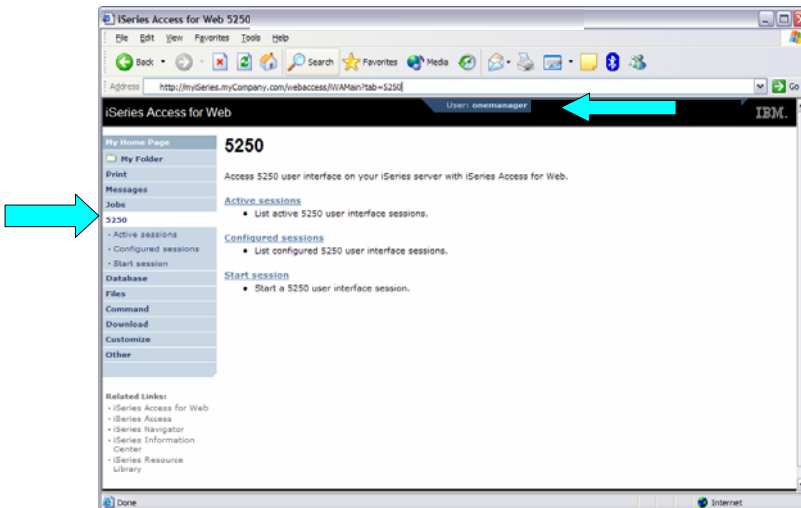 iSeries Access for Web 5250
File Edit View Favorites Tools Help
Back Search Favorites Media
Address http://myiSeries.myCompany.com/webaccess/iWAMain?tab=5250 Go
iSeries Access for Web
User: onemanager
IBM.
My Home Page
My Folder
Print
Messages
Jobs
5250
• Active sessions
• Configured sessions
• Start session
Database
Files
Command
Download
Customize
Other
Related Links:
• iSeries Access for Web
• iSeries Access
• iSeries Navigator
• iSeries Information
Center
• iSeries Resource
Library
5250
Access 5250 user interface on your iSeries server with iSeries Access for Web.
Active sessions
• List active 5250 user interface sessions.
Configured sessions
• List configured 5250 user interface sessions.
Start session
• Start a 5250 user interface session.
Done
Internet